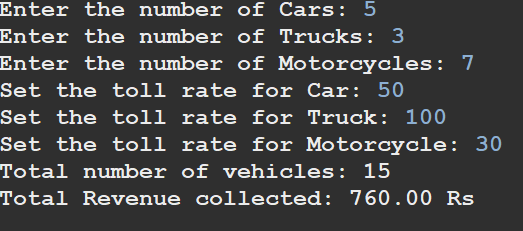 Enter the number of Cars: 5
Enter the number of Trucks: 3
Enter the number of Motorcycles: 7
Set the toll rate for Car: 50
Set the toll rate for Truck: 100
Set the toll rate for Motorcycle: 30
Total number of vehicles: 15
Total Revenue collected: 760.00 Rs